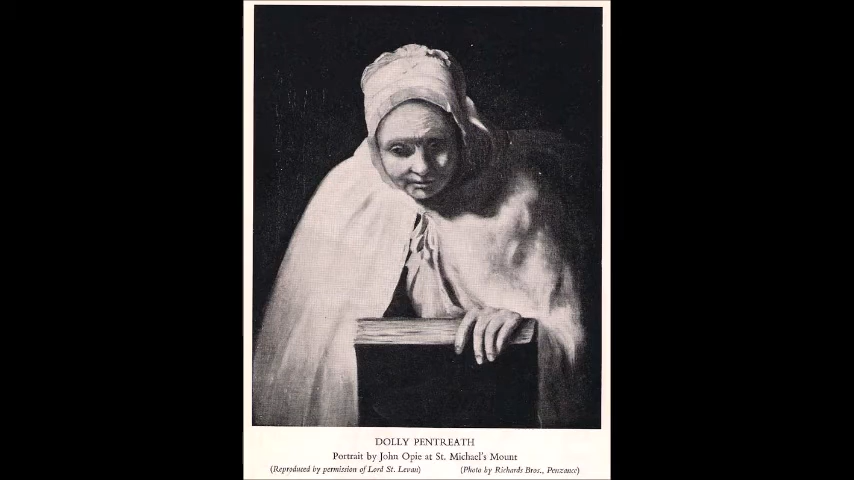 DOLLY PENTREATH
Portrait by John Opie at St. Michael's Mount
(Reproduced by permission of Lord St. Levan) (Photo by Richards Bros., Penzance)